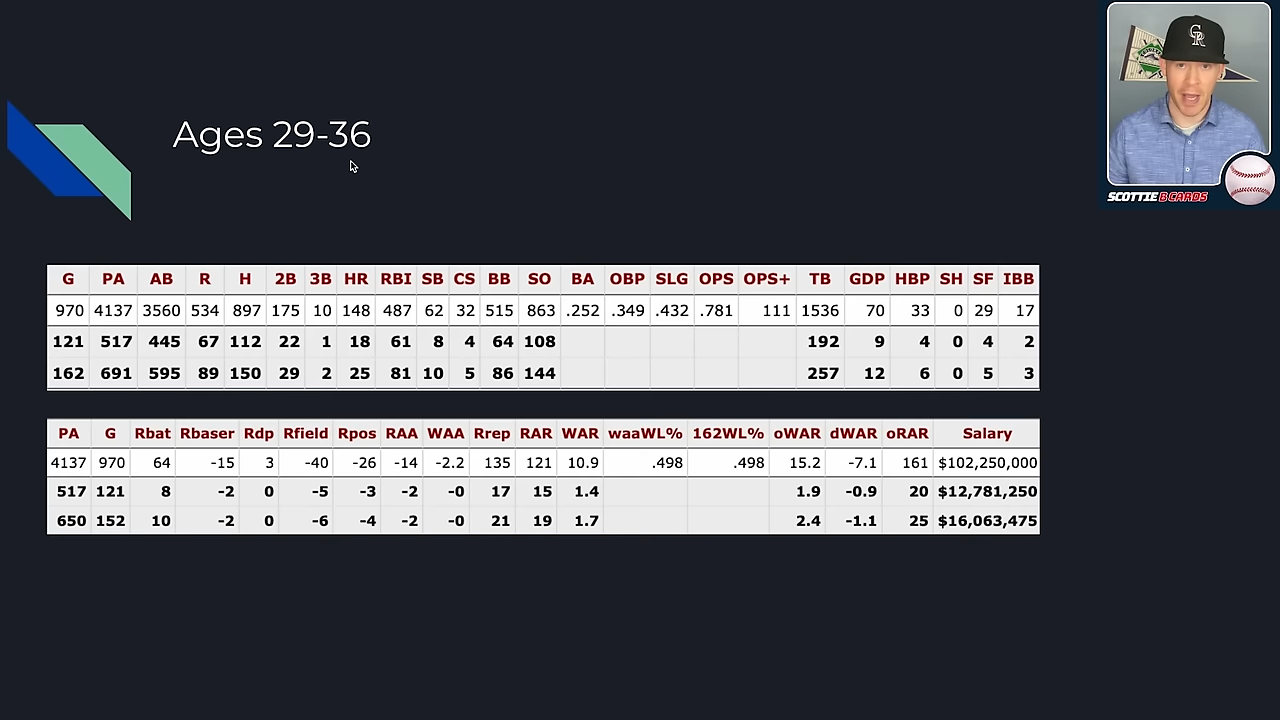 CR
Ages 29-36
SCOTTIE B CARDS
G PA AB R H 2B 3B HR RBI SB CS BB SO BA OBP SLG OPS OPS+ TB GDP HBP SH SF IBB
970 4137 3560 534 897 175 10 148 487 62 32 515 863 .252 .349 .432 .781 111 1536 70 33 0 29 17
121 517 445 67 112 22 1 18 61 8 4 64 108 192 9 4 0 4 2
162 691 595 89 150 29 2 25 81 10 5 86 144 257 12 6 0 5 3
PA G Rbat Rbaser Rdp Rfield Rpos RAA WAA Rrep RAR WAR waaWL% 162WL% oWAR dWAR oRAR Salary
4137 970 64 -15 3 -40 -26 -14 -2.2 135 121 10.9 .498 .498 15.2 -7.1 161 $102,250,000
517 121 8 -2 0 -5 -3 -2 -0 17 15 1.4 1.9 -0.9 20 $12,781,250
650 152 10 -2 0 -6 -4 -2 -0 21 19 1.7 2.4 -1.1 25 $16,063,475